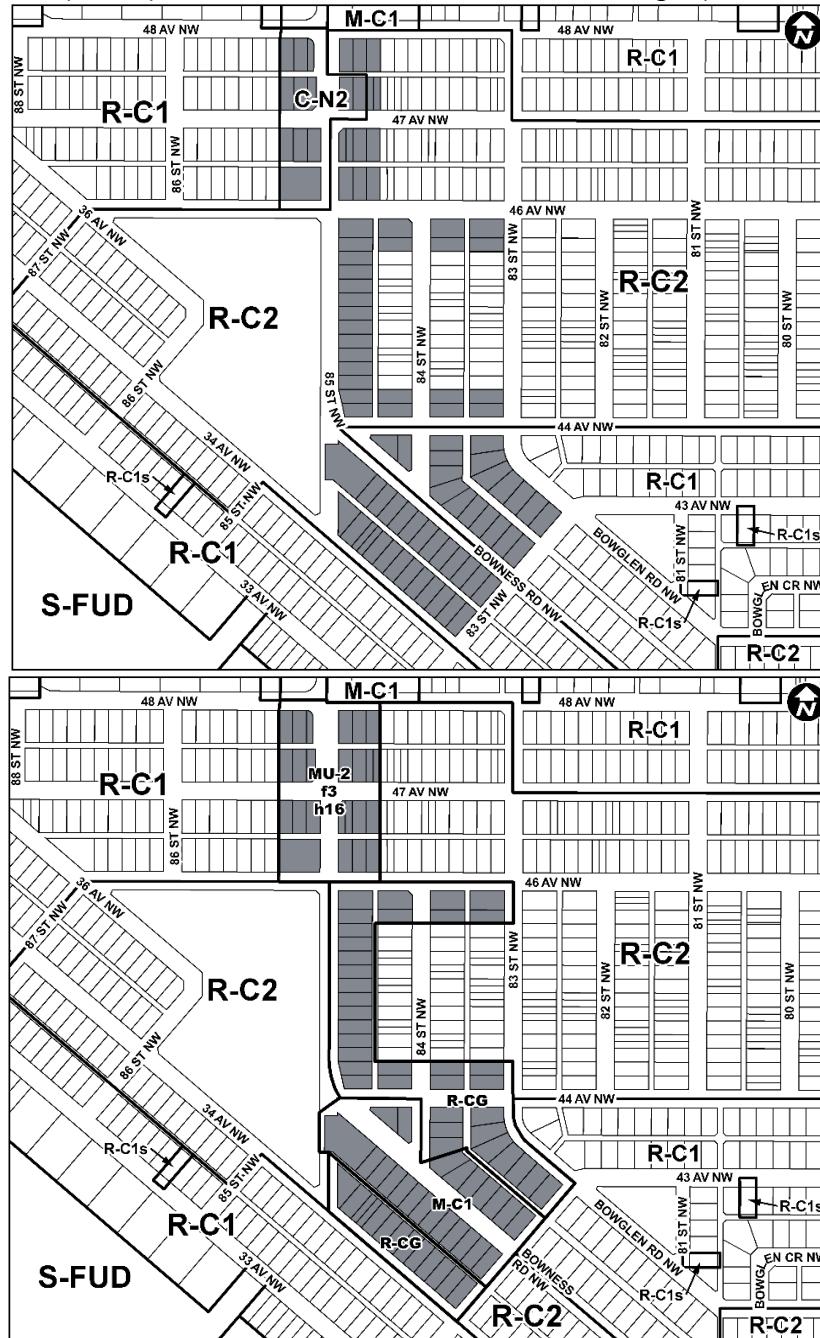 M-C1
48 AV NW
48 AV NW
N
R-C1
88 ST NW
R-C1
C-N2
47 AV NW
86 ST NW
36 AV NW
87 ST NW
46 AV NW
81 ST NW
83 ST NW
R-C2
R-C2
82 ST NW
80 ST NW
84 ST NW
85 ST NW
86 ST NW
34 AV NW
44 AV NW
R-C1s
R-C1
85 ST NW
43 AV NW
R-C1s
R-C1
BOWNESS RD NW
BOWGLEN RD NW
81 ST NW
S-FUD
33 AV NW
83 ST NW
R-C1s
BOWGLEN CR NW
R-C2
M-C1
48 AV NW
48 AV NW
N
R-C1
88 ST NW
R-C1
MU-2
f3
h16
47 AV NW
86 ST NW
36 AV NW
87 ST NW
46 AV NW
81 ST NW
83 ST NW
R-C2
R-C2
82 ST NW
80 ST NW
84 ST NW
86 ST NW
34 AV NW
R-CG
44 AV NW
R-C1s
R-C1
85 ST NW
43 AV NW
R-C1s
R-C1
M-C1
R-CG
BOWGLEN RD NW
81 ST NW
S-FUD
33 AV NW
BOWNESS
RD NW
R-C1s
BOWGLEN CR NW
R-C2
R-C2